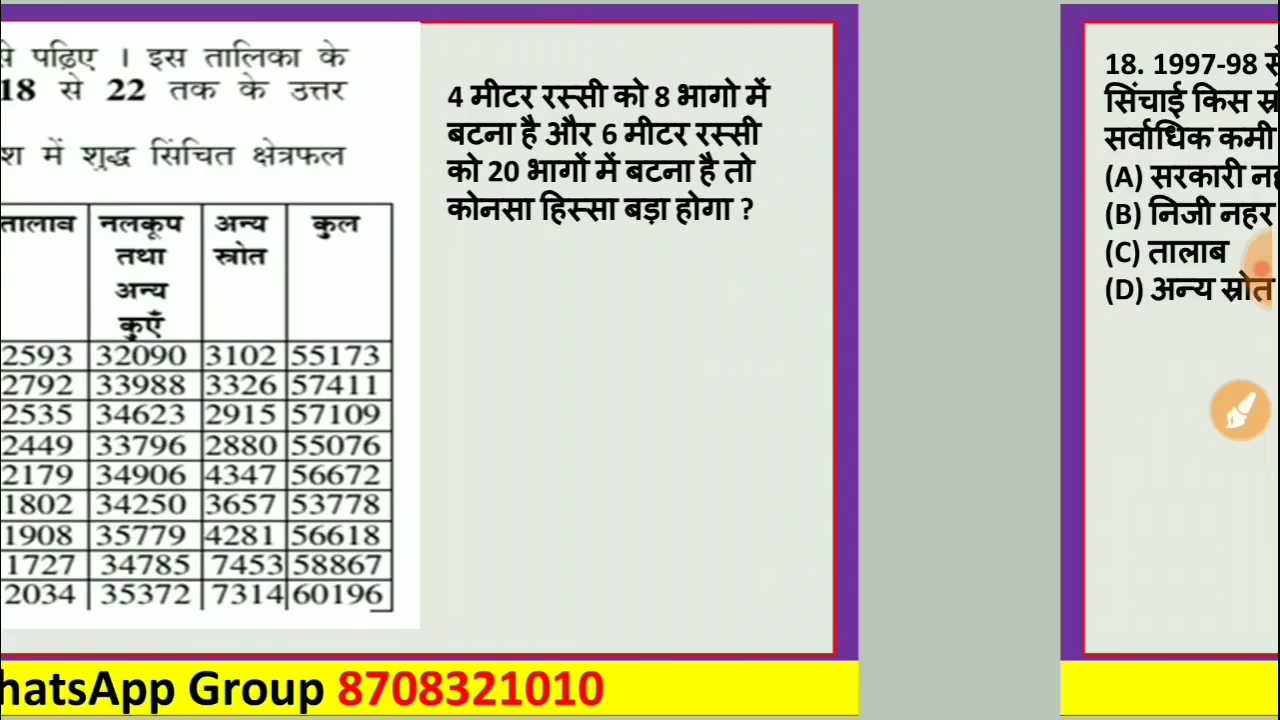 से पढ़िए । इस तालिका के
18 से 22 तक के उत्तर
में शुद्ध सिंचित क्षेत्रफल
तालाब नलकूप अन्य कुल
तथा स्रोत
अन्य
कुएँ
2593 32090 3102 55173
2792 33988 3326 57411
2535 34623 2915 57109
2449 33796 2880 55076
2179 34906 4347 56672
1802 34250 3657 53778
1908 35779 4281 56618
1727 34785 7453 58867
2034 35372 7314 60196
4 मीटर रस्सी को 8 भागो में
बटना है और 6 मीटर रस्सी
को 20 भागों में बटना है तो
कोनसा हिस्सा बड़ा होगा ?
18. 1997-98 से
सिंचाई किस
सर्वाधिक कमी
(A) सरकारी
(B) निजी नहर
(C) तालाब
(D) अन्य स्रोत
hatsApp Group 8708321010